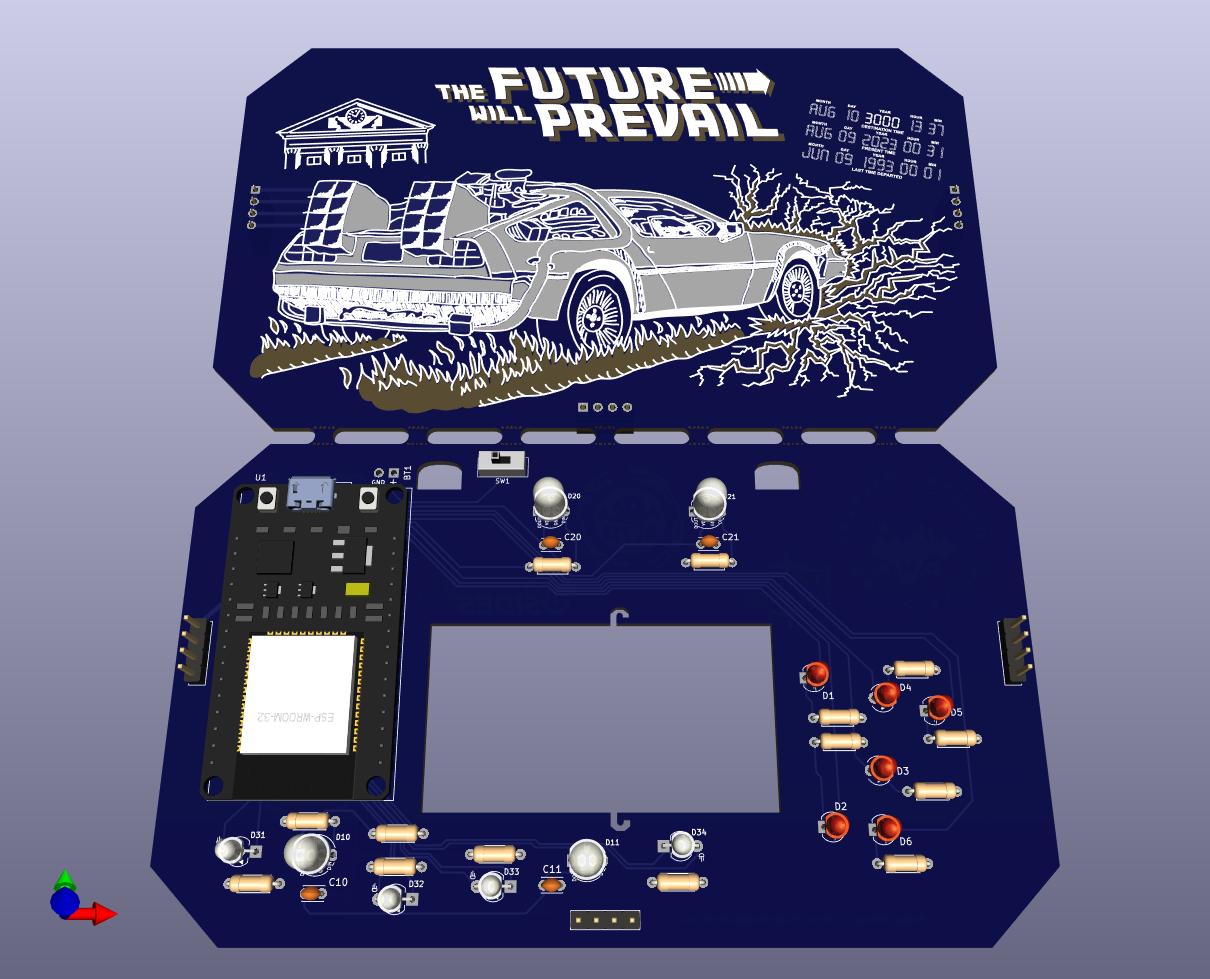 THE FUTURE
WILL PREVAIL
MONTH DAY YEAR HOUR MIN
AUG 10 3000 13 37
DESTINATION TIME
MONTH DAY YEAR HOUR MIN
AUG 09 2023 00 31
PRESENT TIME
MONTH DAY YEAR HOUR MIN
JUN 09 1993 00 01
LAST TIME DEPARTED
U1
GND +
BT1
SW1
D20
21
C20
C21
ESP-WROOM-32
D1
D4
D5
D3
D2
D6
D31
D10
C10
D32
D33
C11
D11
D34